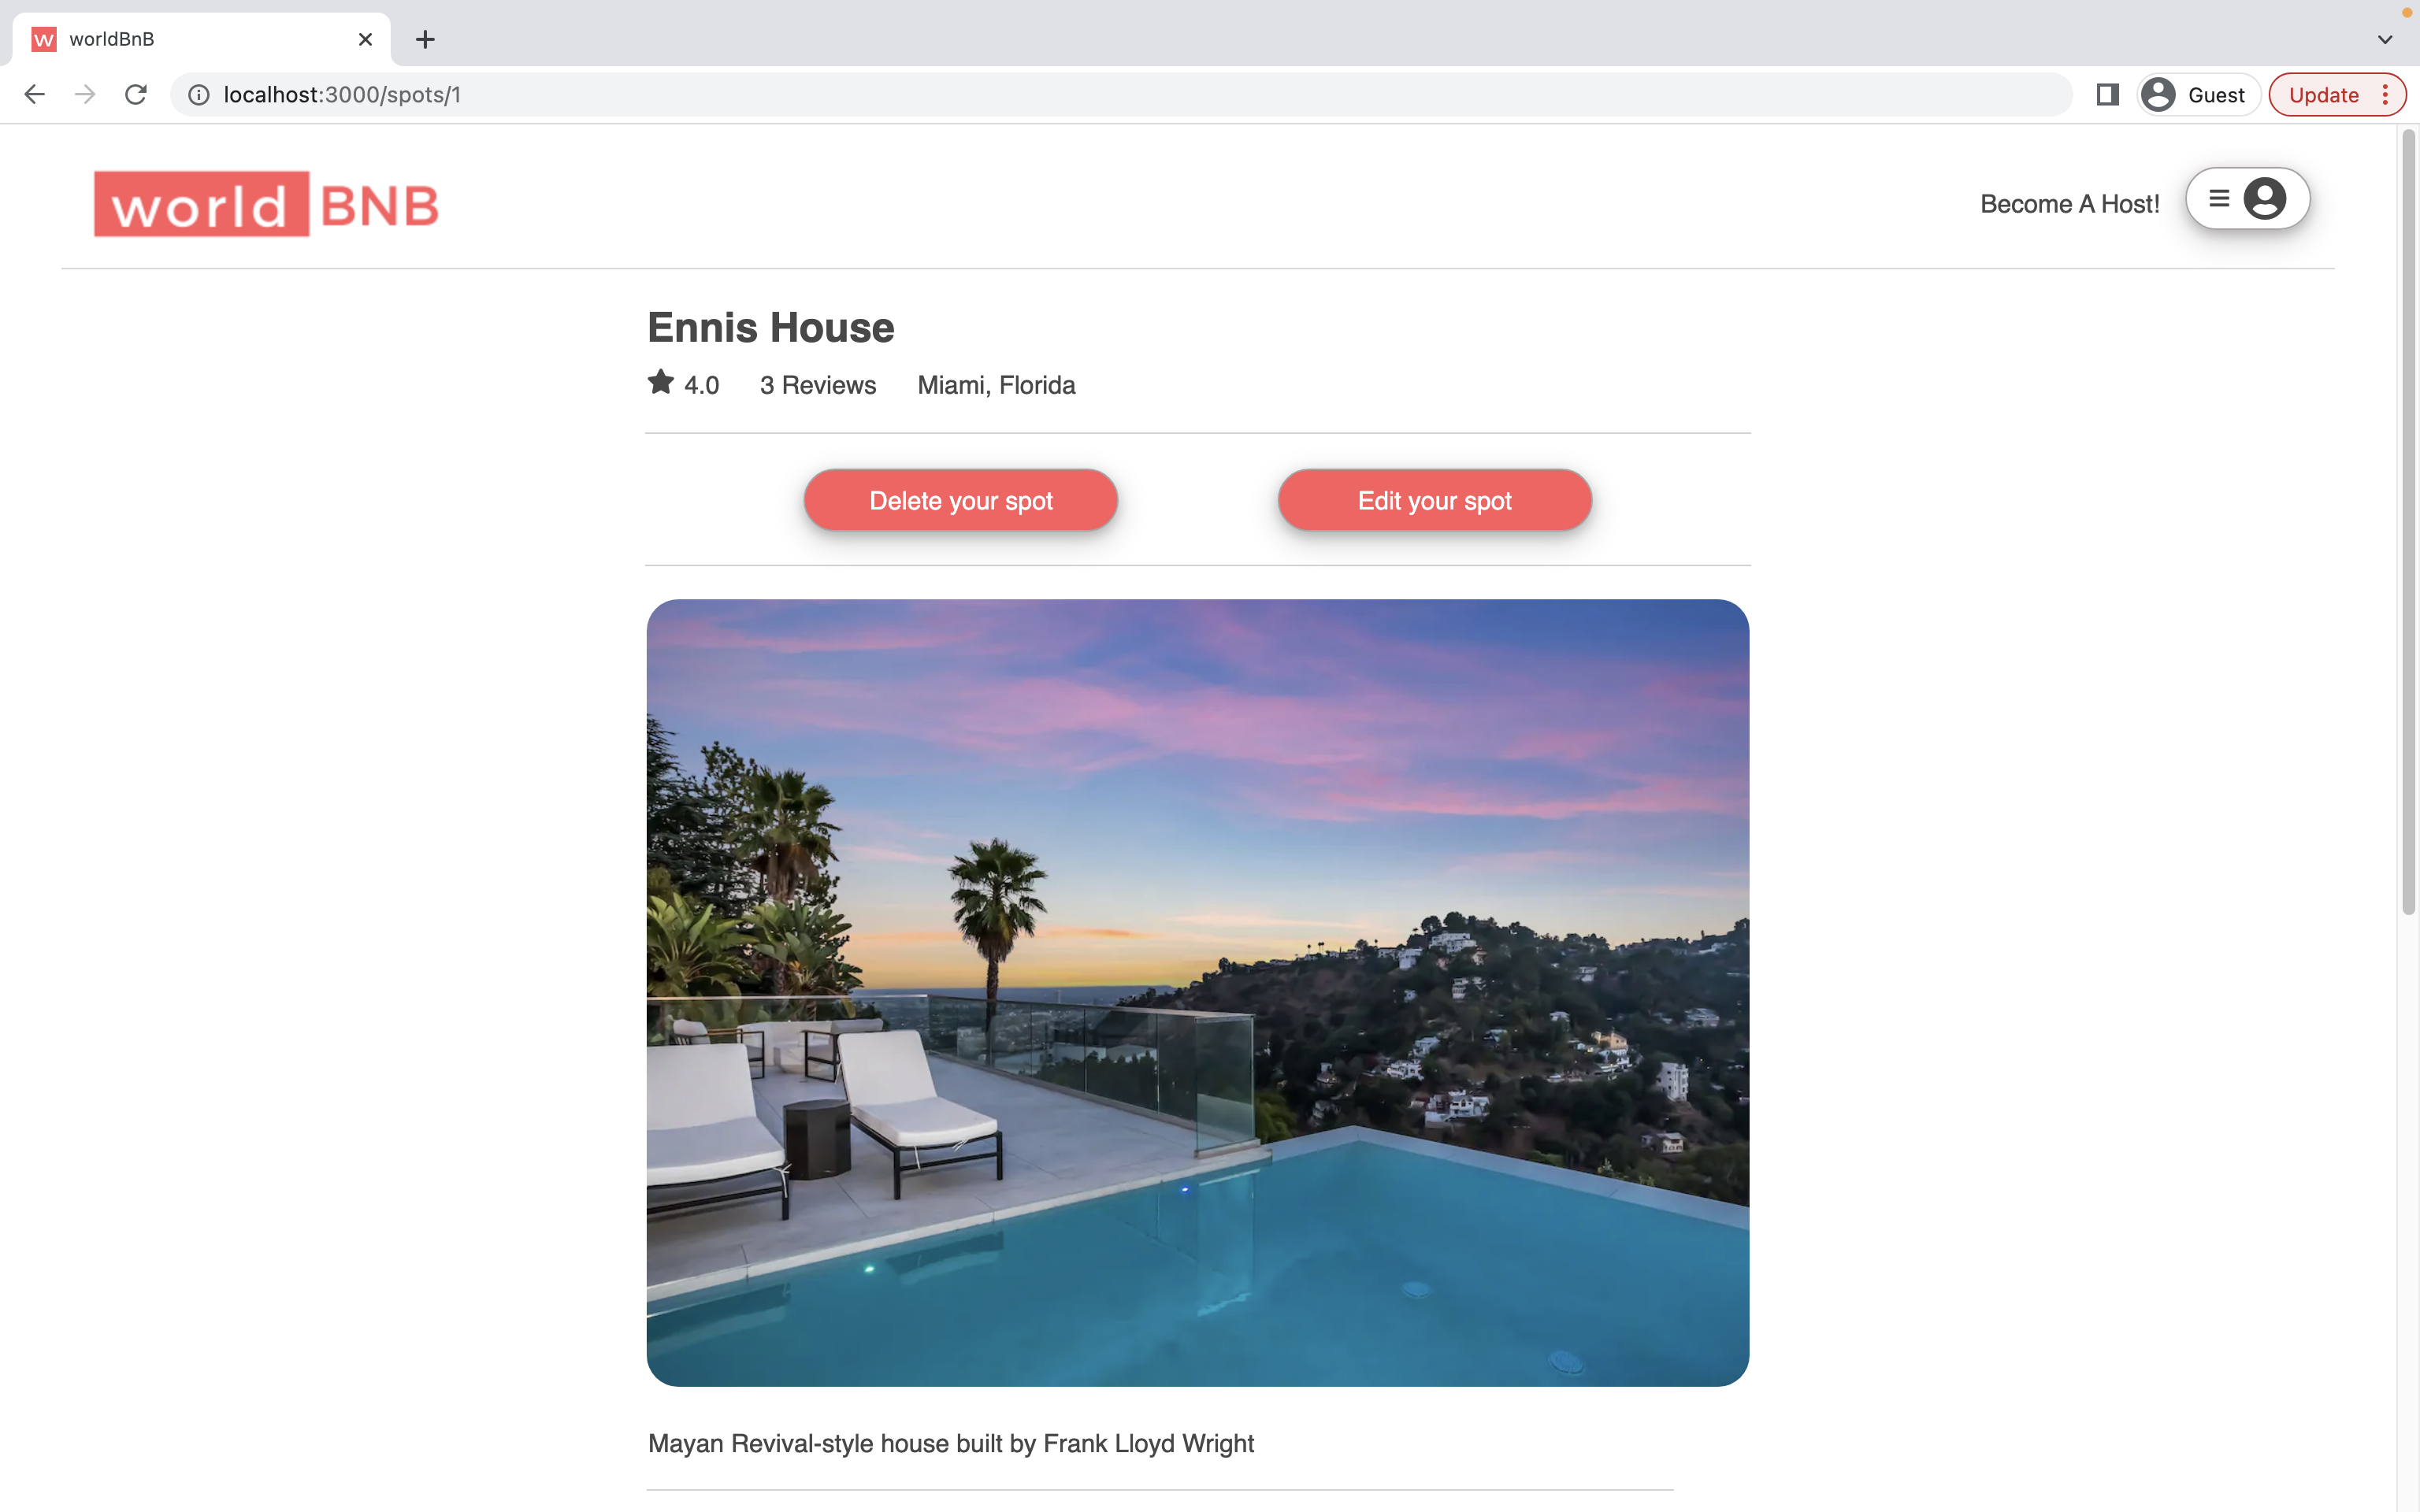 W worldBnB
localhost:3000/spots/1
Guest
Update
world BNB
Become A Host!
Ennis House
4.0 3 Reviews Miami, Florida
Delete your spot Edit your spot
Mayan Revival-style house built by Frank Lloyd Wright